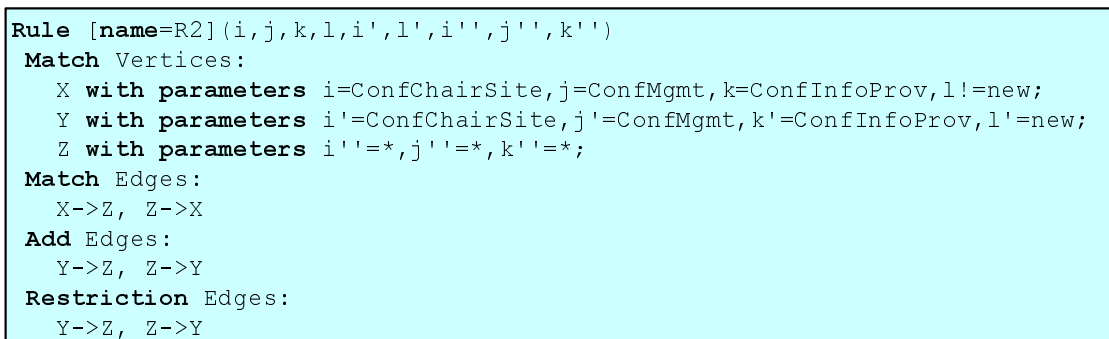 Rule [name=R2](i,j,k,l,i',l',i'',j'',k'')
Match Vertices:
X with parameters i=ConfChairSite,j=ConfMgmt,k=ConfInfoProv,l!=new;
Y with parameters i'=ConfChairSite,j'=ConfMgmt,k'=ConfInfoProv,l'=new;
Z with parameters i''=*,j''=*,k''=*;
Match Edges:
X->Z, Z->X
Add Edges:
Y->Z, Z->Y
Restriction Edges:
Y->Z, Z->Y